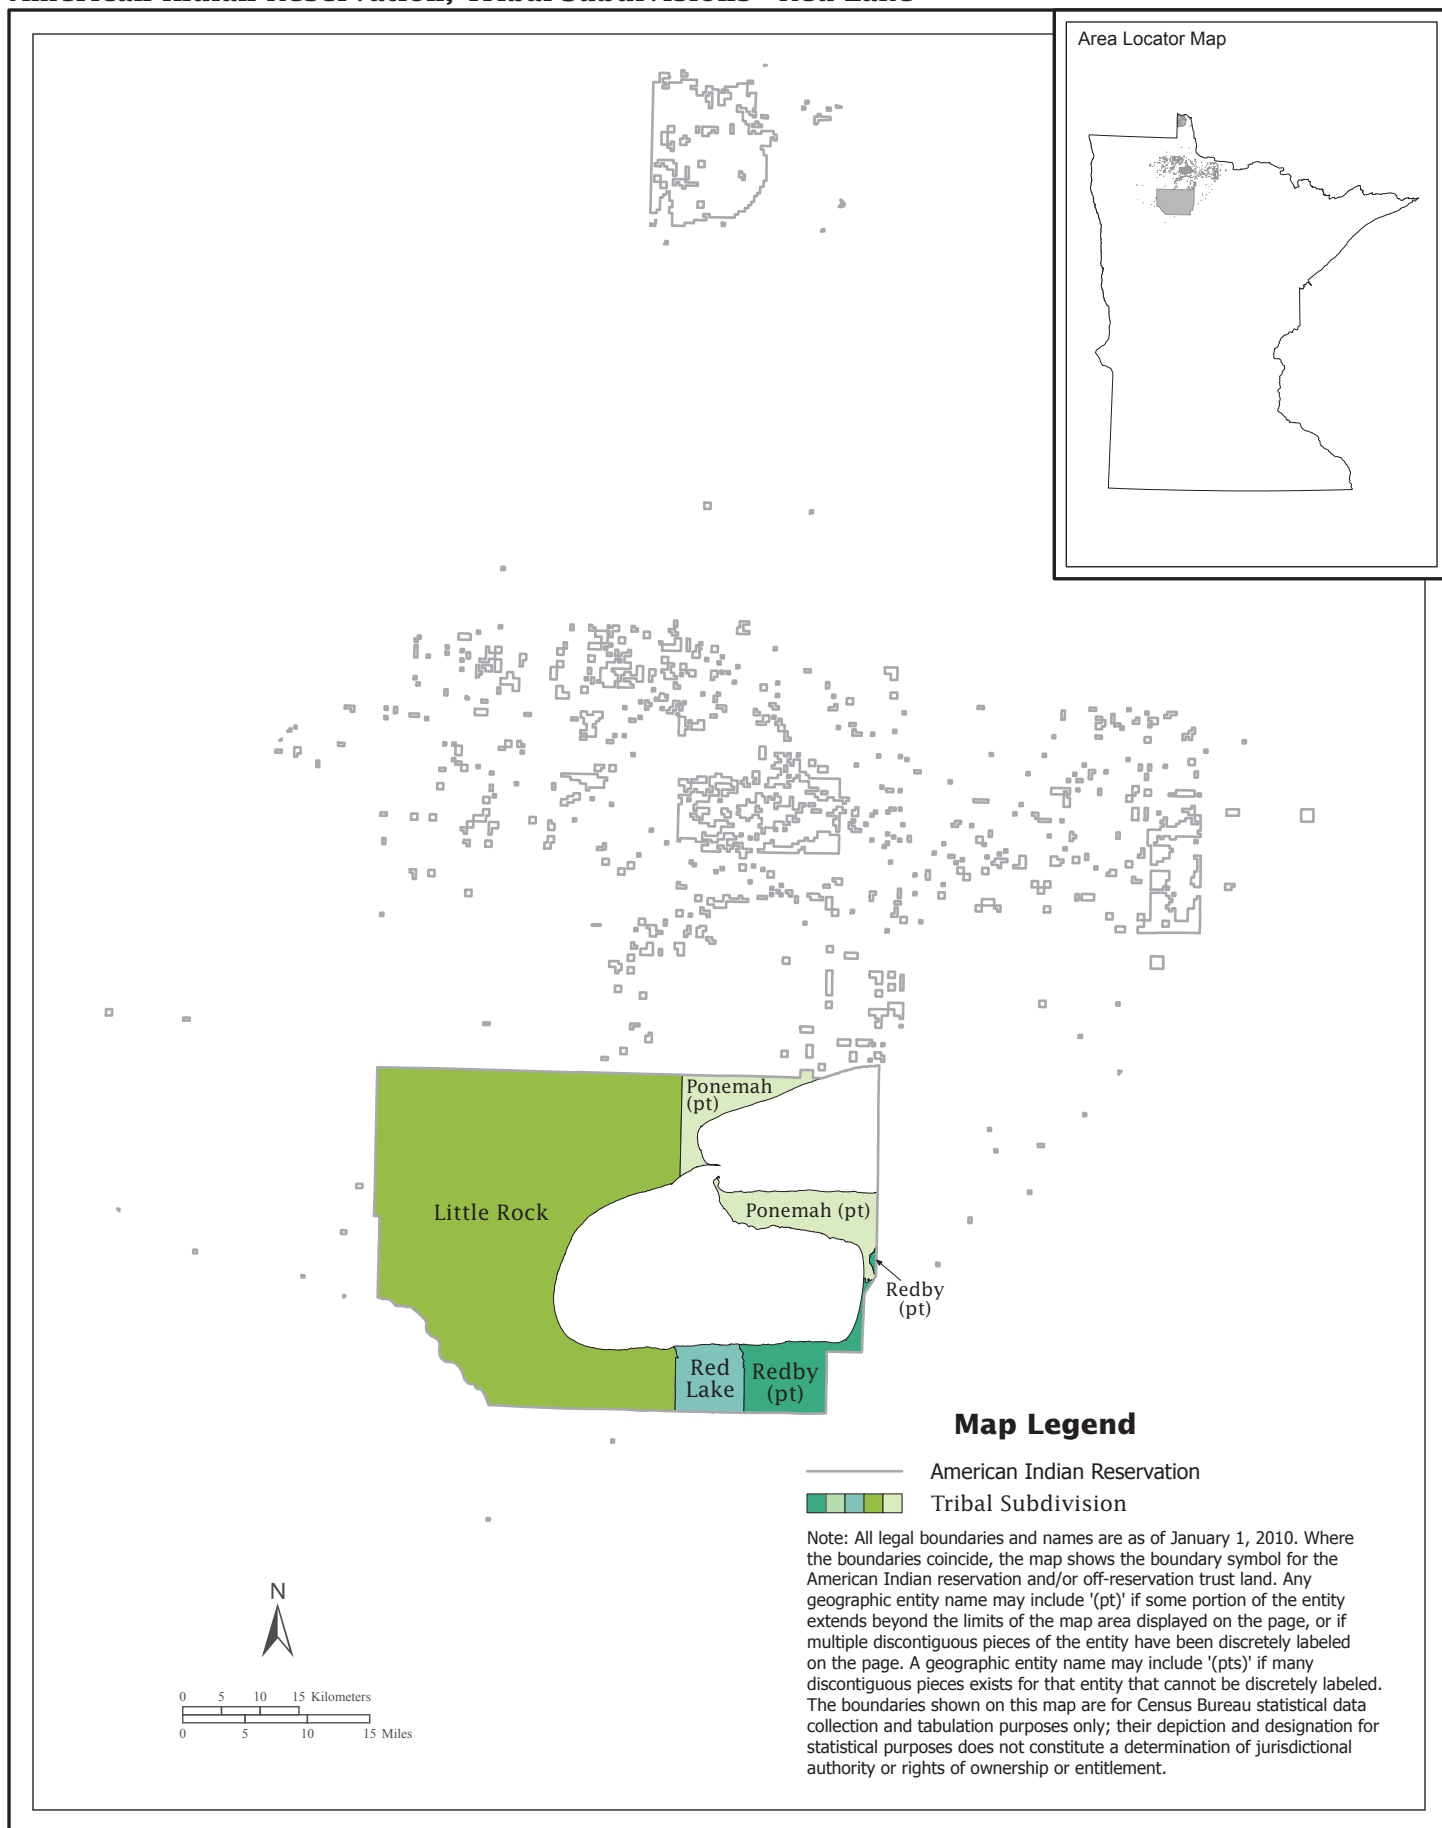 American Indian Reservation, Tribal Subdivisions - Red Lake
Area Locator Map
Ponemah
(pt)
Little Rock
Ponemah (pt)
Redby
(pt)
Red
Lake
Redby
(pt)
Map Legend
American Indian Reservation
Tribal Subdivision
Note: All legal boundaries and names are as of January 1, 2010. Where
the boundaries coincide, the map shows the boundary symbol for the
American Indian reservation and/or off-reservation trust land. Any
geographic entity name may include '(pt)' if some portion of the entity
extends beyond the limits of the map area displayed on the page, or if
multiple discontiguous pieces of the entity have been discretely labeled
on the page. A geographic entity name may include '(pts)' if many
discontiguous pieces exists for that entity that cannot be discretely labeled.
The boundaries shown on this map are for Census Bureau statistical data
collection and tabulation purposes only; their depiction and designation for
statistical purposes does not constitute a determination of jurisdictional
authority or rights of ownership or entitlement.
N
0 5 10 15 Kilometers
0 5 10 15 Miles